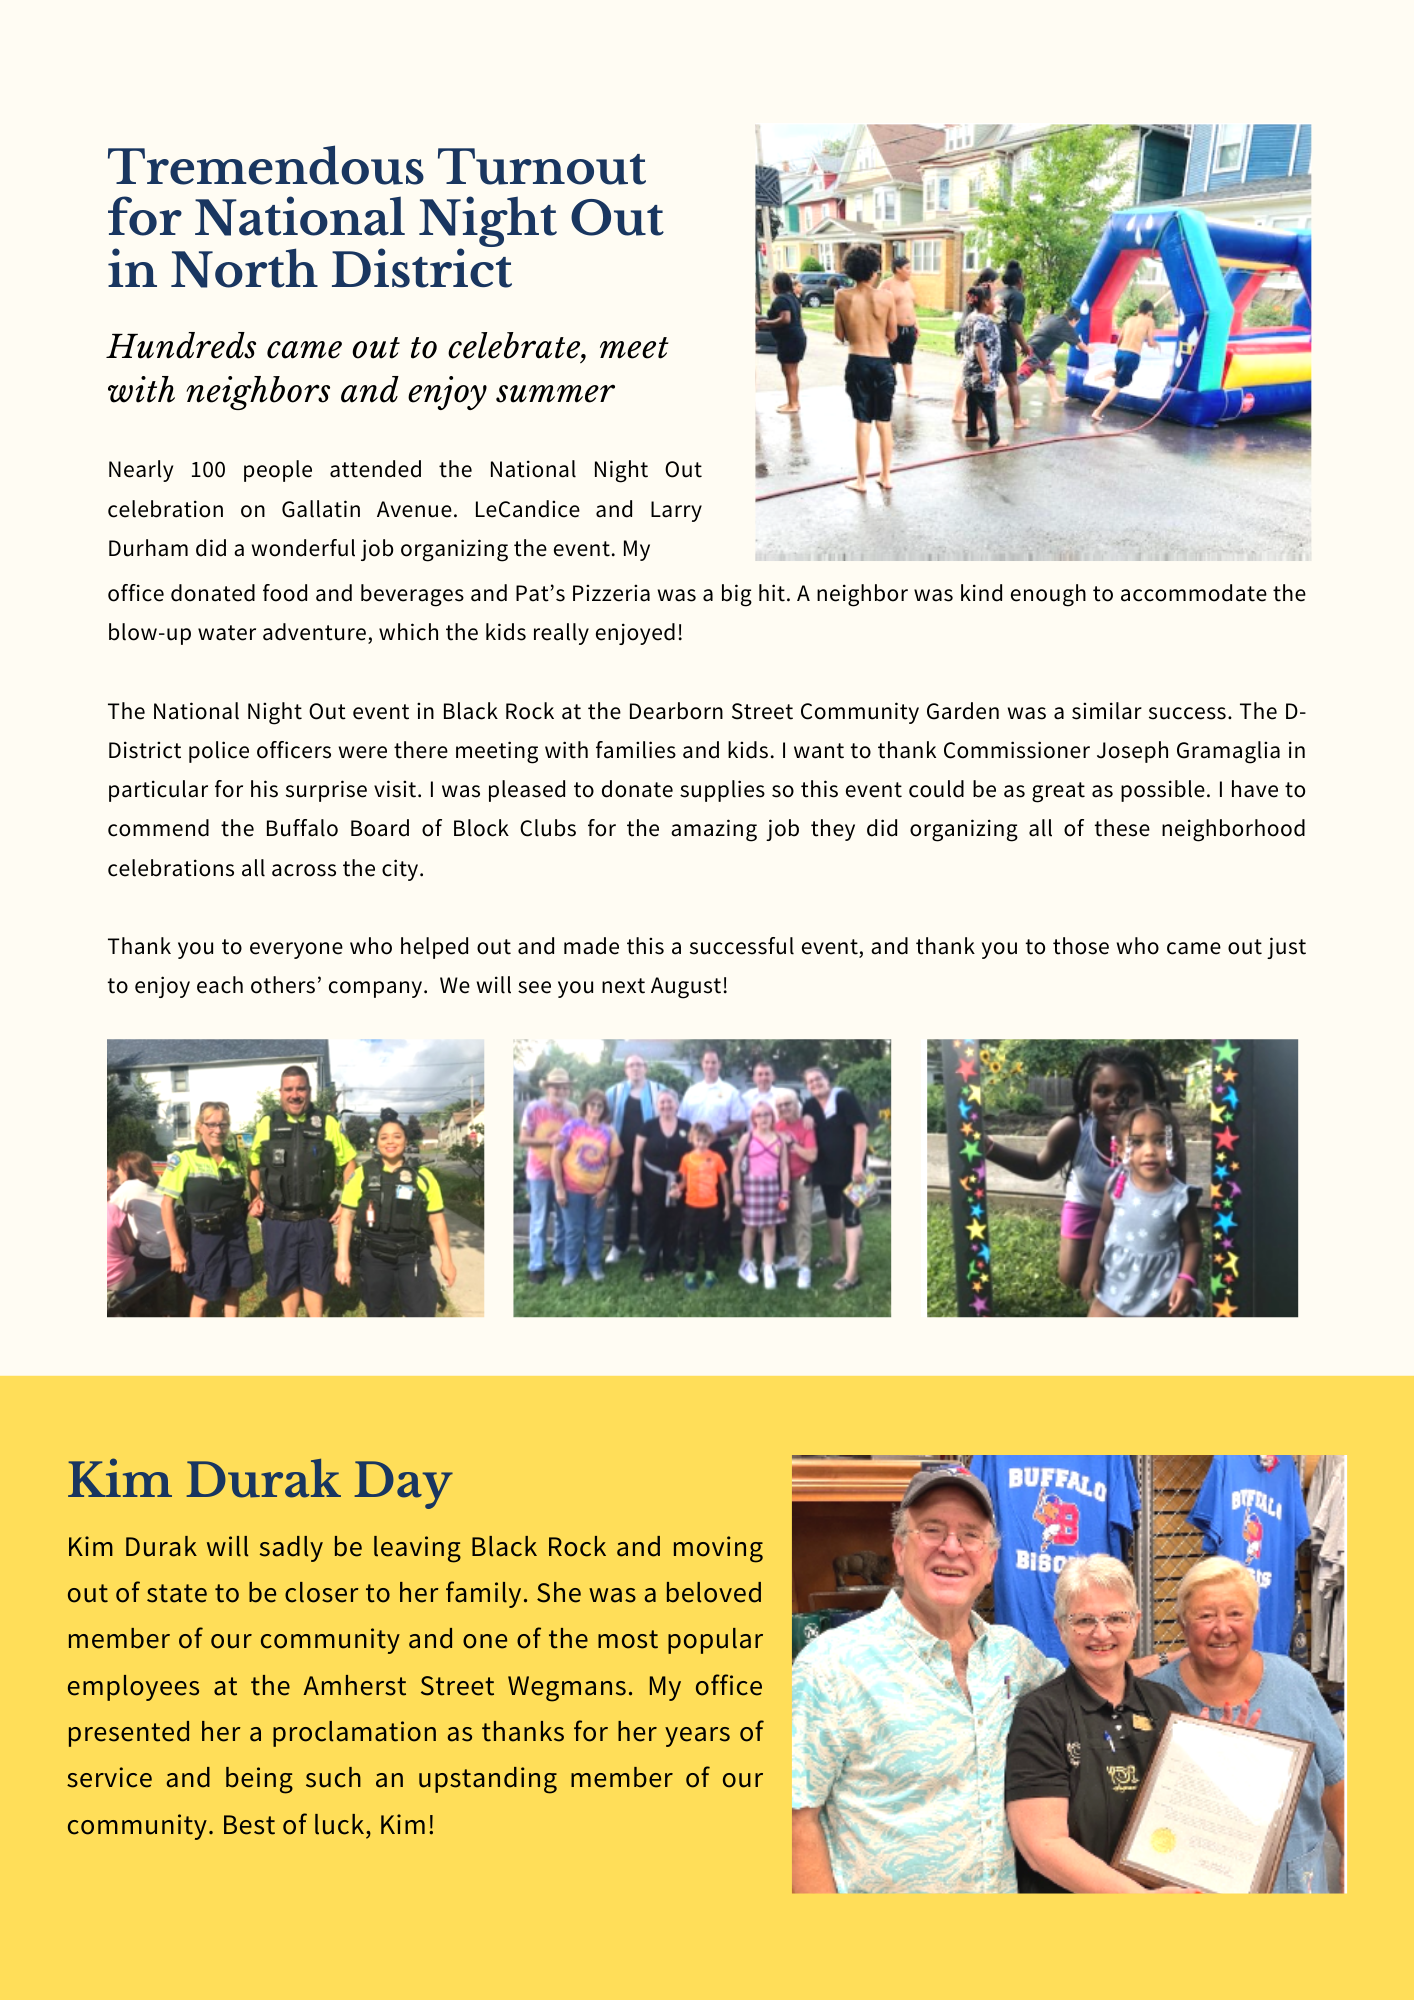 Tremendous Turnout
for National Night Out
in North District
Hundreds came out to celebrate, meet
with neighbors and enjoy summer
Nearly 100 people attended the National Night Out
celebration on Gallatin Avenue. LeCandice and Larry
Durham did a wonderful job organizing the event. My
office donated food and beverages and Pat’s Pizzeria was a big hit. A neighbor was kind enough to accommodate the
blow-up water adventure, which the kids really enjoyed!
The National Night Out event in Black Rock at the Dearborn Street Community Garden was a similar success. The D-
District police officers were there meeting with families and kids. I want to thank Commissioner Joseph Gramaglia in
particular for his surprise visit. I was pleased to donate supplies so this event could be as great as possible. I have to
commend the Buffalo Board of Block Clubs for the amazing job they did organizing all of these neighborhood
celebrations all across the city.
Thank you to everyone who helped out and made this a successful event, and thank you to those who came out just
to enjoy each others’ company.  We will see you next August!
Kim Durak Day
Kim Durak will sadly be leaving Black Rock and moving
out of state to be closer to her family. She was a beloved
member of our community and one of the most popular
employees at the Amherst Street Wegmans. My office
presented her a proclamation as thanks for her years of
service and being such an upstanding member of our
community. Best of luck, Kim!
BUFFALO
B
BUFFALO